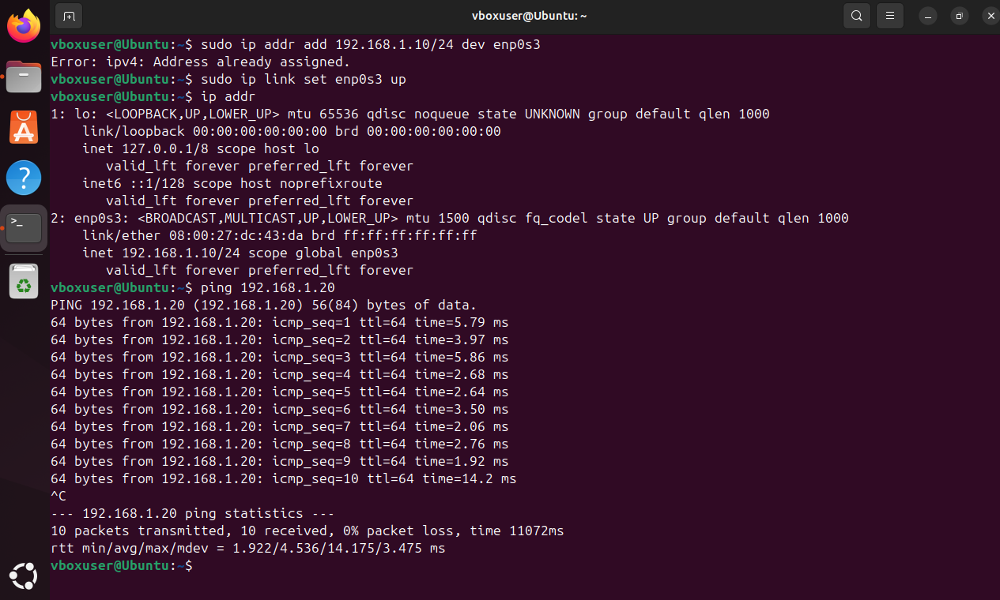 vboxuser@Ubuntu: ~
vboxuser@Ubuntu:~$ sudo ip addr add 192.168.1.10/24 dev enp0s3
Error: ipv4: Address already assigned.
vboxuser@Ubuntu:~$ sudo ip link set enp0s3 up
vboxuser@Ubuntu:~$ ip addr
1: lo: <LOOPBACK,UP,LOWER_UP> mtu 65536 qdisc noqueue state UNKNOWN group default qlen 1000
    link/loopback 00:00:00:00:00:00 brd 00:00:00:00:00:00
    inet 127.0.0.1/8 scope host lo
       valid_lft forever preferred_lft forever
    inet6 ::1/128 scope host noprefixroute
       valid_lft forever preferred_lft forever
2: enp0s3: <BROADCAST,MULTICAST,UP,LOWER_UP> mtu 1500 qdisc fq_codel state UP group default qlen 1000
    link/ether 08:00:27:dc:43:da brd ff:ff:ff:ff:ff:ff
    inet 192.168.1.10/24 scope global enp0s3
       valid_lft forever preferred_lft forever
vboxuser@Ubuntu:~$ ping 192.168.1.20
PING 192.168.1.20 (192.168.1.20) 56(84) bytes of data.
64 bytes from 192.168.1.20: icmp_seq=1 ttl=64 time=5.79 ms
64 bytes from 192.168.1.20: icmp_seq=2 ttl=64 time=3.97 ms
64 bytes from 192.168.1.20: icmp_seq=3 ttl=64 time=5.86 ms
64 bytes from 192.168.1.20: icmp_seq=4 ttl=64 time=2.68 ms
64 bytes from 192.168.1.20: icmp_seq=5 ttl=64 time=2.64 ms
64 bytes from 192.168.1.20: icmp_seq=6 ttl=64 time=3.50 ms
64 bytes from 192.168.1.20: icmp_seq=7 ttl=64 time=2.06 ms
64 bytes from 192.168.1.20: icmp_seq=8 ttl=64 time=2.76 ms
64 bytes from 192.168.1.20: icmp_seq=9 ttl=64 time=1.92 ms
64 bytes from 192.168.1.20: icmp_seq=10 ttl=64 time=14.2 ms
^C
--- 192.168.1.20 ping statistics ---
10 packets transmitted, 10 received, 0% packet loss, time 11072ms
rtt min/avg/max/mdev = 1.922/4.536/14.175/3.475 ms
vboxuser@Ubuntu:~$